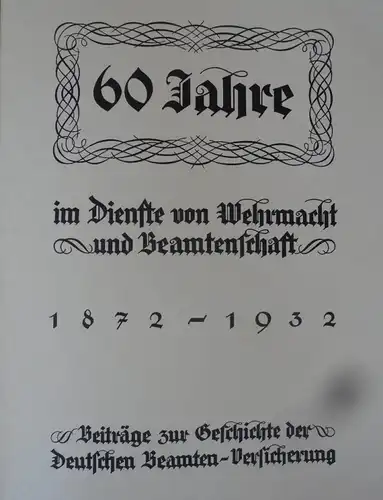 60 Jahre
im Dienſte von Wehrmacht
und Beamtenſchaft
1872-1932
Beiträge zur Geſchichte der
Deutſchen Beamten-Verſicherung